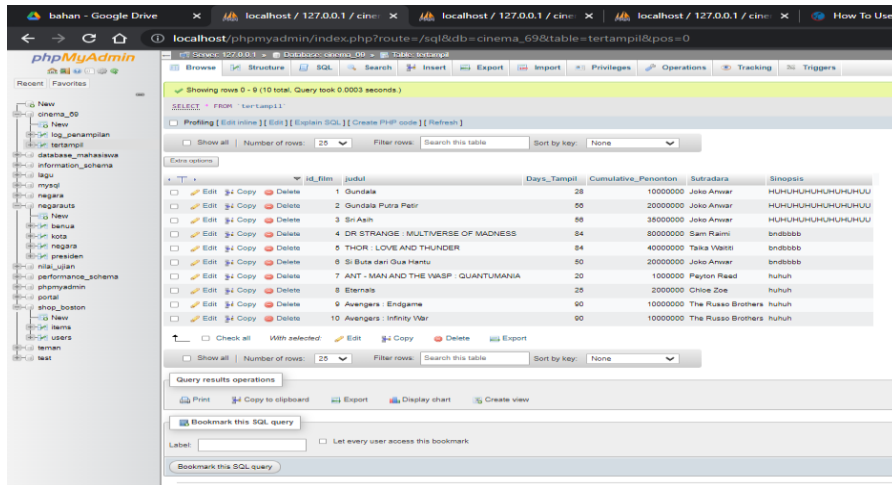 bahan - Google Drive
localhost / 127.0.0.1 / cine
localhost / 127.0.0.1 / cine
localhost / 127.0.0.1 / cine
How To Use
localhost/phpmyadmin/index.php?route=/sql&db=cinema_69&table=tertampil&pos=0
phpMyAdmin
Server: 127.0.0.1 » Database: cinema_69 » Table: tertampil
Browse Structure SQL Search Insert Export Import Privileges Operations Tracking Triggers
Recent Favorites
New
cinema_69
New
log_penampilan
tertampil
database_mahasiswa
information_schema
lagu
mysql
negara
negarauts
New
benua
kota
negara
presiden
nilai_ujian
performance_schema
phpmyadmin
portal
shop_boston
New
items
users
teman
test
Showing rows 0 - 9 (10 total, Query took 0.0003 seconds.)
SELECT * FROM `tertampil`
Profiling [ Edit inline ] [ Edit ] [ Explain SQL ] [ Create PHP code ] [ Refresh ]
Show all | Number of rows: 25 Filter rows: Search this table Sort by key: None
Extra options
id_film judul Days_Tampil Cumulative_Penonton Sutradara Sinopsis
Edit Copy Delete 1 Gundala 28 10000000 Joko Anwar HUHUHUHUHUHUHUHUU
Edit Copy Delete 2 Gundala Putra Petir 56 20000000 Joko Anwar HUHUHUHUHUHUHUHUU
Edit Copy Delete 3 Sri Asih 56 38000000 Joko Anwar HUHUHUHUHUHUHUHUU
Edit Copy Delete 4 DR STRANGE : MULTIVERSE OF MADNESS 84 80000000 Sam Raimi bndbbbb
Edit Copy Delete 5 THOR : LOVE AND THUNDER 84 40000000 Taika Waititi bndbbbb
Edit Copy Delete 6 Si Buta dari Gua Hantu 50 20000000 Joko Anwar bndbbbb
Edit Copy Delete 7 ANT - MAN AND THE WASP : QUANTUMANIA 20 1000000 Peyton Reed huhuh
Edit Copy Delete 8 Eternals 25 2000000 Chloe Zoe huhuh
Edit Copy Delete 9 Avengers : Endgame 90 10000000 The Russo Brothers huhuh
Edit Copy Delete 10 Avengers : Infinity War 90 10000000 The Russo Brothers huhuh
Check all With selected: Edit Copy Delete Export
Show all | Number of rows: 25 Filter rows: Search this table Sort by key: None
Query results operations
Print Copy to clipboard Export Display chart Create view
Bookmark this SQL query
Label: Let every user access this bookmark
Bookmark this SQL query